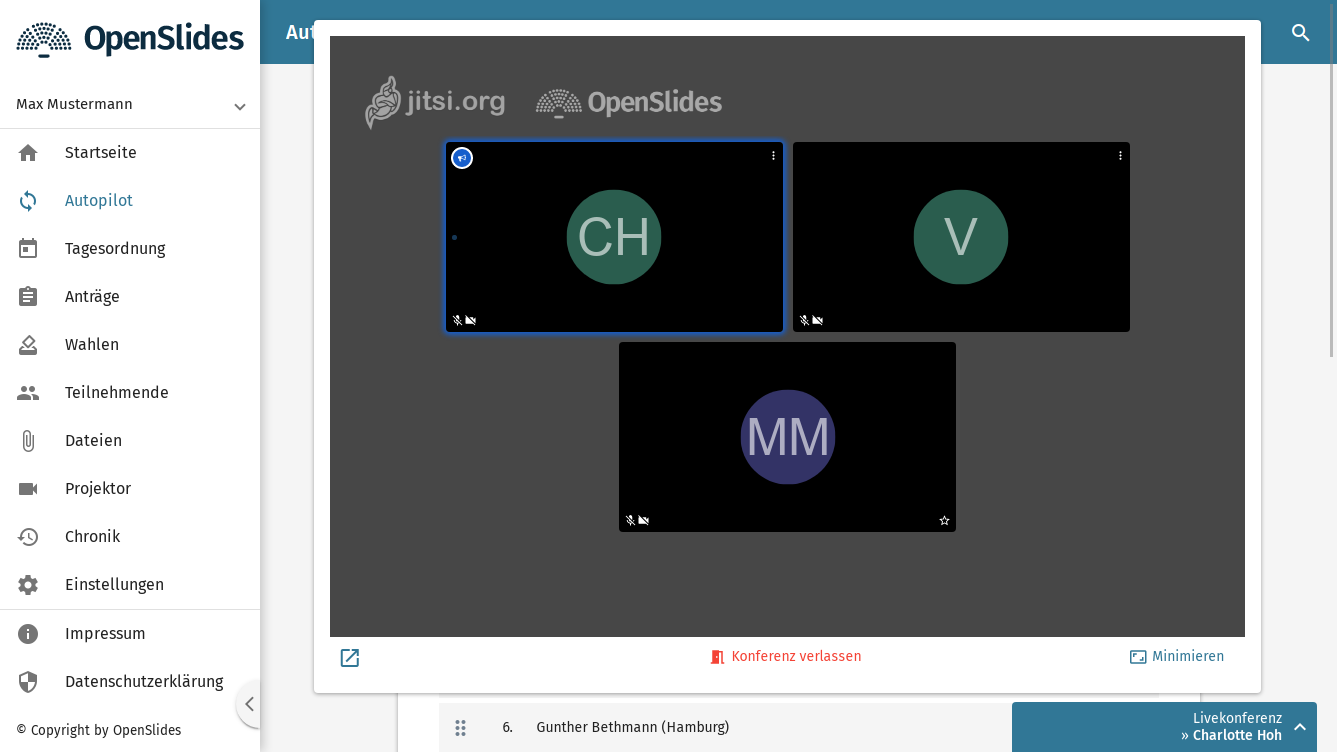 OpenSlides
Max Mustermann
Startseite
Autopilot
Tagesordnung
Anträge
Wahlen
Teilnehmende
Dateien
Projektor
Chronik
Einstellungen
Impressum
Datenschutzerklärung
© Copyright by OpenSlides
Aut
jitsi.org
OpenSlides
CH
V
MM
Konferenz verlassen
Minimieren
6. Gunther Bethmann (Hamburg)
Livekonferenz
» Charlotte Hoh